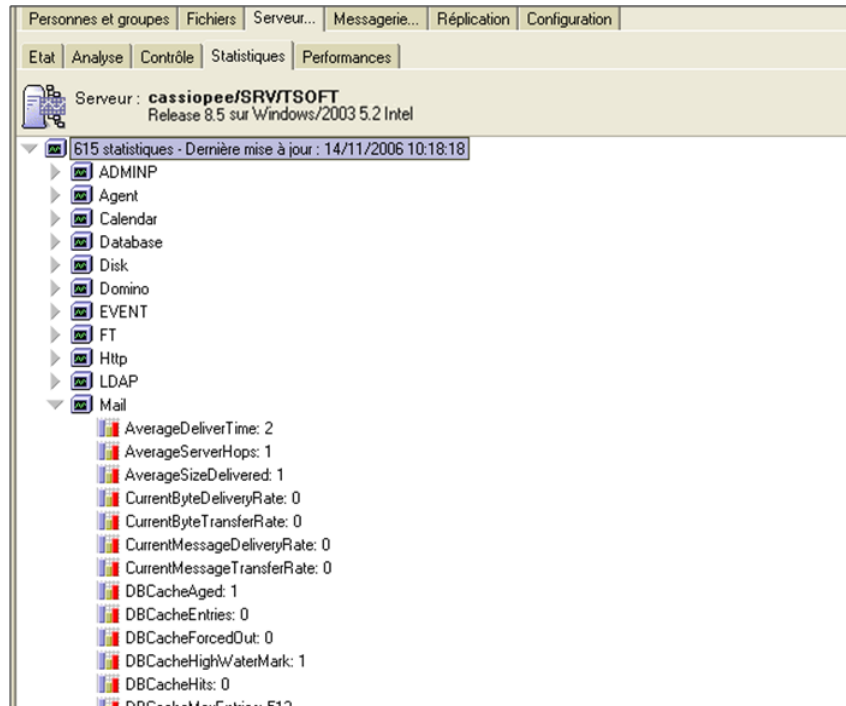 Personnes et groupes Fichiers Serveur... Messagerie... Réplication Configuration
Etat Analyse Contrôle Statistiques Performances
Serveur : cassiopee/SRV/TSOFT
Release 8.5 sur Windows/2003 5.2 Intel
615 statistiques - Dernière mise à jour : 14/11/2006 10:18:18
ADMINP
Agent
Calendar
Database
Disk
Domino
EVENT
FT
Http
LDAP
Mail
AverageDeliverTime: 2
AverageServerHops: 1
AverageSizeDelivered: 1
CurrentByteDeliveryRate: 0
CurrentByteTransferRate: 0
CurrentMessageDeliveryRate: 0
CurrentMessageTransferRate: 0
DBCacheAged: 1
DBCacheEntries: 0
DBCacheForcedOut: 0
DBCacheHighWaterMark: 1
DBCacheHits: 0
DBCacheMaxEntries: 512